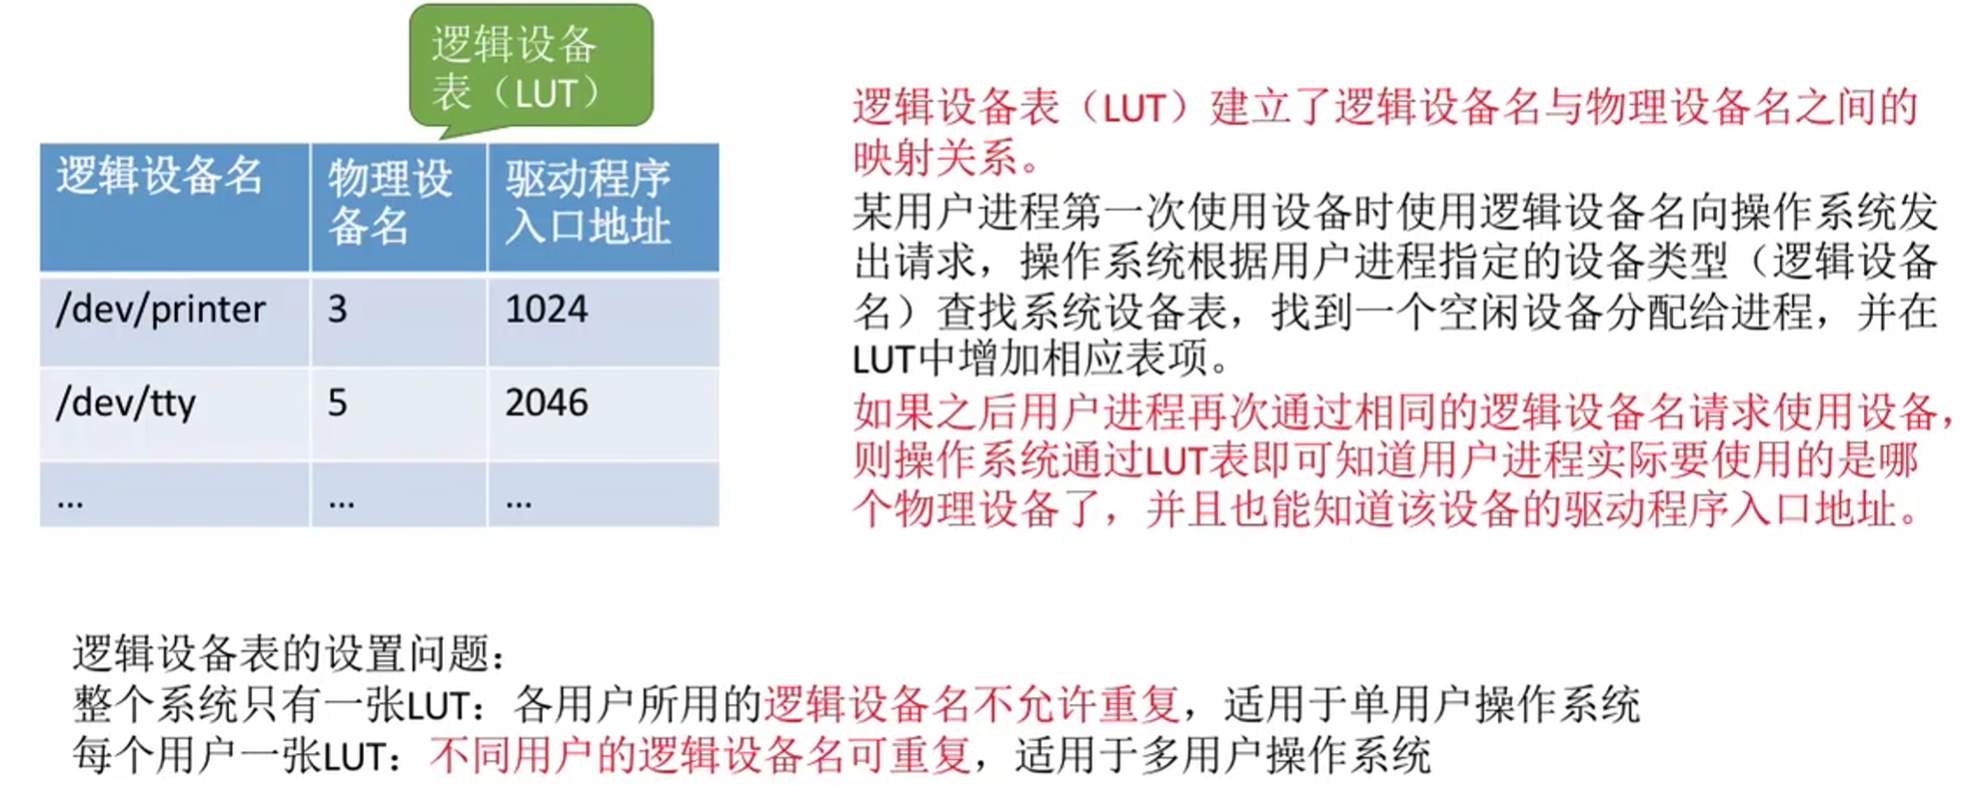 逻辑设备
表（LUT）
逻辑设备名
物理设
备名
驱动程序
入口地址
/dev/printer
3
1024
/dev/tty
5
2046
...
...
...
逻辑设备表（LUT）建立了逻辑设备名与物理设备名之间的
映射关系。
某用户进程第一次使用设备时使用逻辑设备名向操作系统发
出请求，操作系统根据用户进程指定的设备类型（逻辑设备
名）查找系统设备表，找到一个空闲设备分配给进程，并在
LUT中增加相应表项。
如果之后用户进程再次通过相同的逻辑设备名请求使用设备，
则操作系统通过LUT表即可知道用户进程实际要使用的是哪
个物理设备了，并且也能知道该设备的驱动程序入口地址。
逻辑设备表的设置问题：
整个系统只有一张LUT：各用户所用的逻辑设备名不允许重复，适用于单用户操作系统
每个用户一张LUT：不同用户的逻辑设备名可重复，适用于多用户操作系统